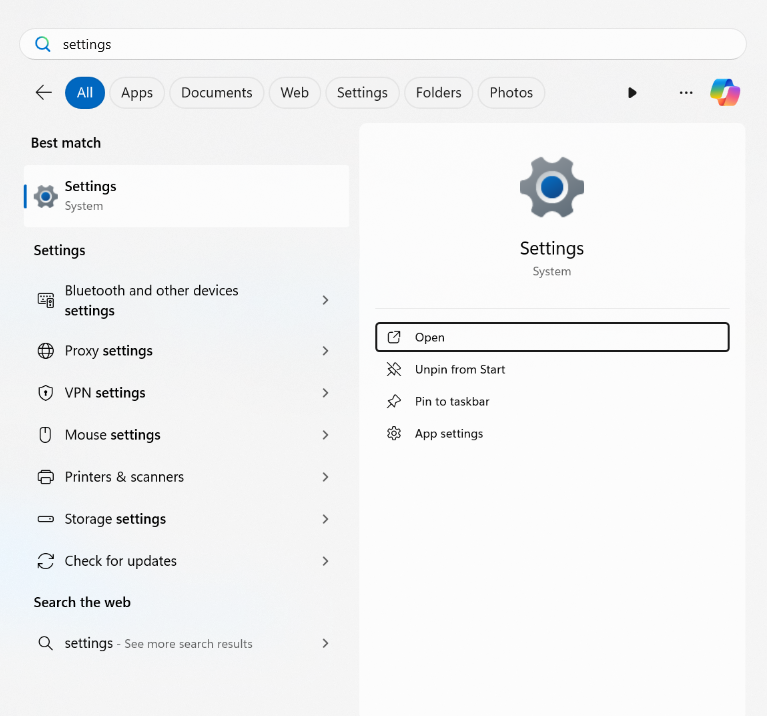 settings
All
Apps
Documents
Web
Settings
Folders
Photos
Best match
Settings
System
Settings
Bluetooth and other devices
settings
Proxy settings
VPN settings
Mouse settings
Printers & scanners
Storage settings
Check for updates
Search the web
settings - See more search results
Settings
System
Open
Unpin from Start
Pin to taskbar
App settings